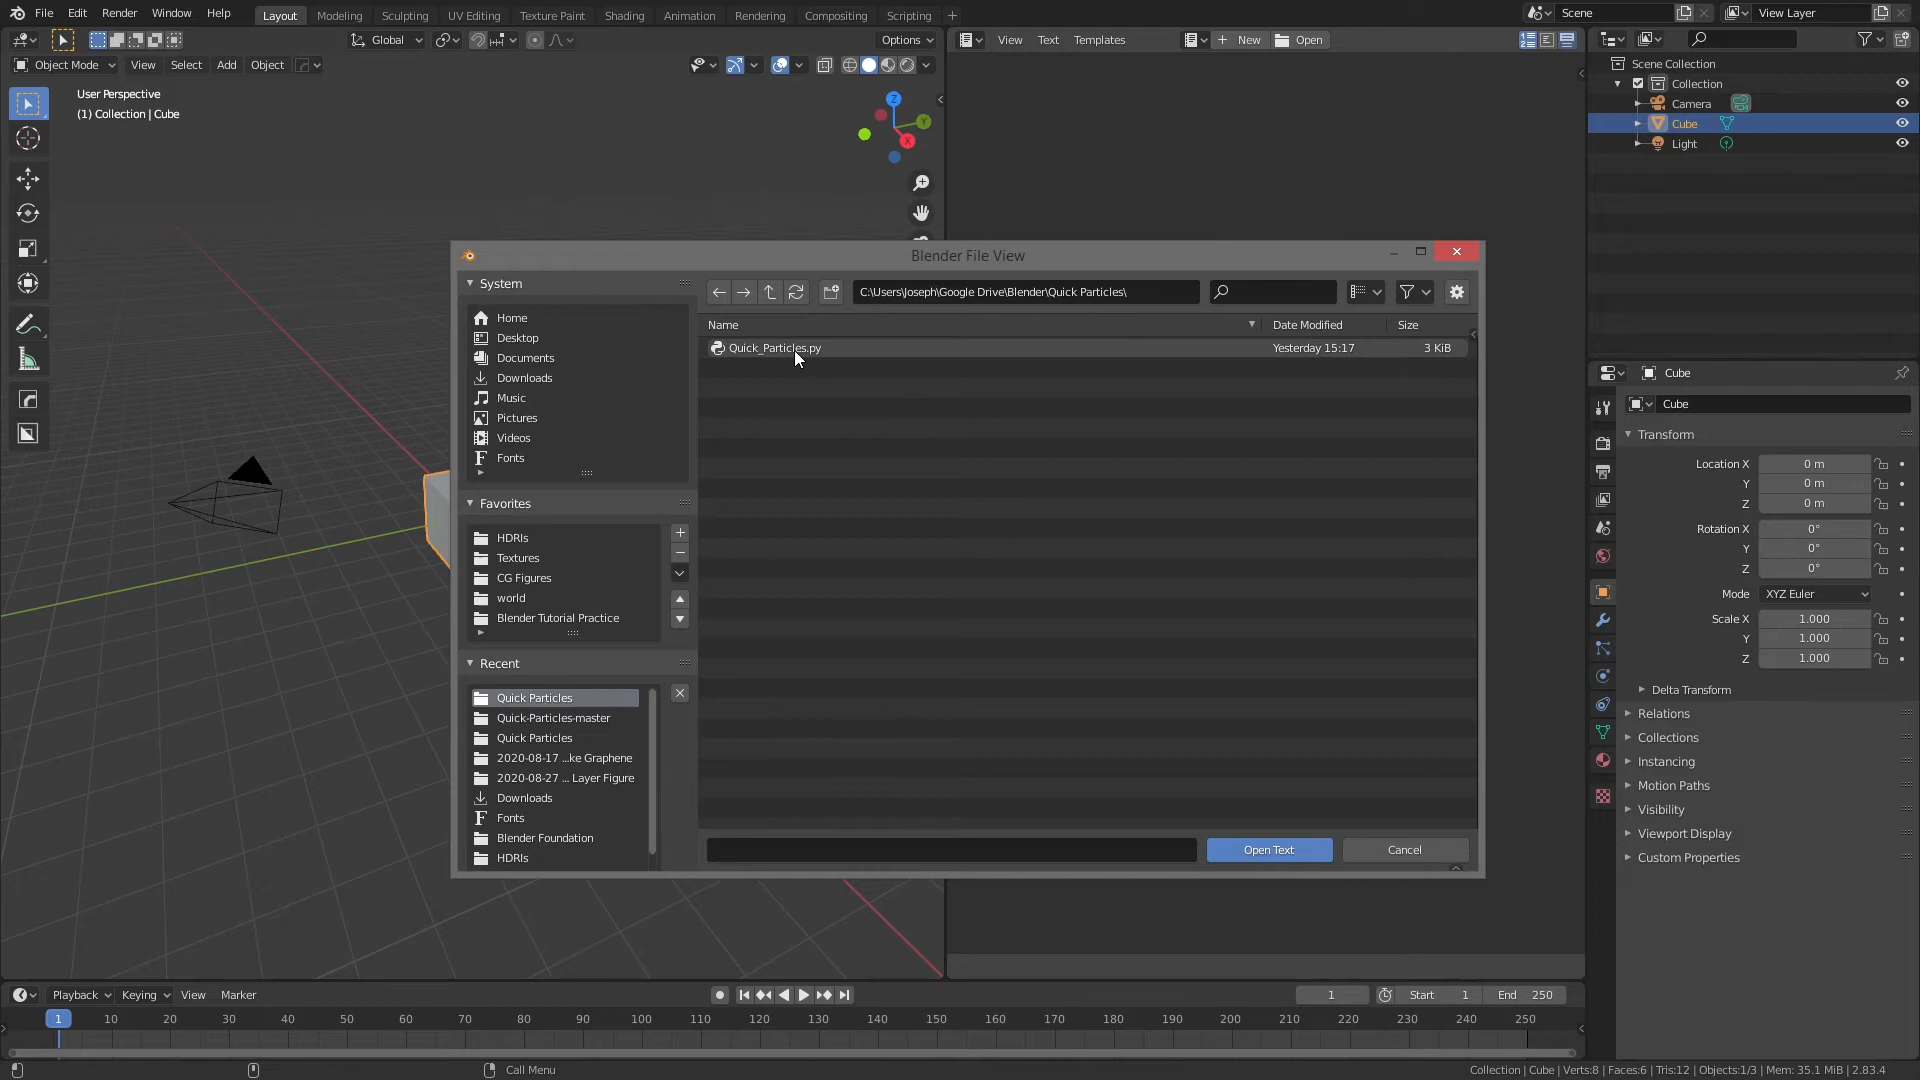 File Edit Render Window Help Layout Modeling Sculpting UV Editing Texture Paint Shading Animation Rendering Compositing Scripting + Scene View Layer
Global Options View Text Templates New Open
Object Mode View Select Add Object
User Perspective
(1) Collection | Cube
Z
Y
X
Scene Collection
Collection
Camera
Cube
Light
Blender File View
System
Home
Desktop
Documents
Downloads
Music
Pictures
Videos
Fonts
Favorites
HDRIs
Textures
CG Figures
world
Blender Tutorial Practice
Recent
Quick Particles
Quick-Particles-master
Quick Particles
2020-08-17 ...ke Graphene
2020-08-27 ... Layer Figure
Downloads
Fonts
Blender Foundation
HDRIs
C:\Users\Joseph\Google Drive\Blender\Quick Particles\
Name Date Modified Size
Quick_Particles.py Yesterday 15:17 3 KiB
Open Text Cancel
Cube
Cube
Transform
Location X 0 m
Y 0 m
Z 0 m
Rotation X 0°
Y 0°
Z 0°
Mode XYZ Euler
Scale X 1.000
Y 1.000
Z 1.000
Delta Transform
Relations
Collections
Instancing
Motion Paths
Visibility
Viewport Display
Custom Properties
Playback Keying View Marker 1 Start 1 End 250
1 10 20 30 40 50 60 70 80 90 100 110 120 130 140 150 160 170 180 190 200 210 220 230 240 250
Call Menu Collection | Cube | Verts:8 | Faces:6 | Tris:12 | Objects:1/3 | Mem: 35.1 MiB | 2.83.4